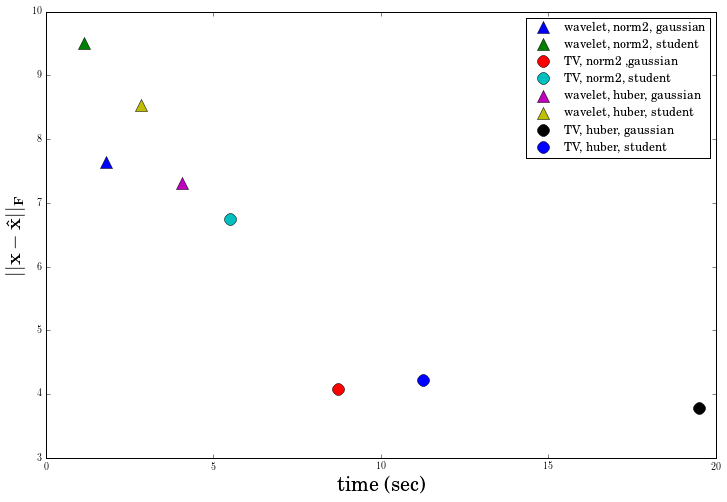 10
9
8
7
6
5
4
3
0
5
10
15
20
||x − x̂||F
time (sec)
wavelet, norm2, gaussian
wavelet, norm2, student
TV, norm2 ,gaussian
TV, norm2, student
wavelet, huber, gaussian
wavelet, huber, student
TV, huber, gaussian
TV, huber, student